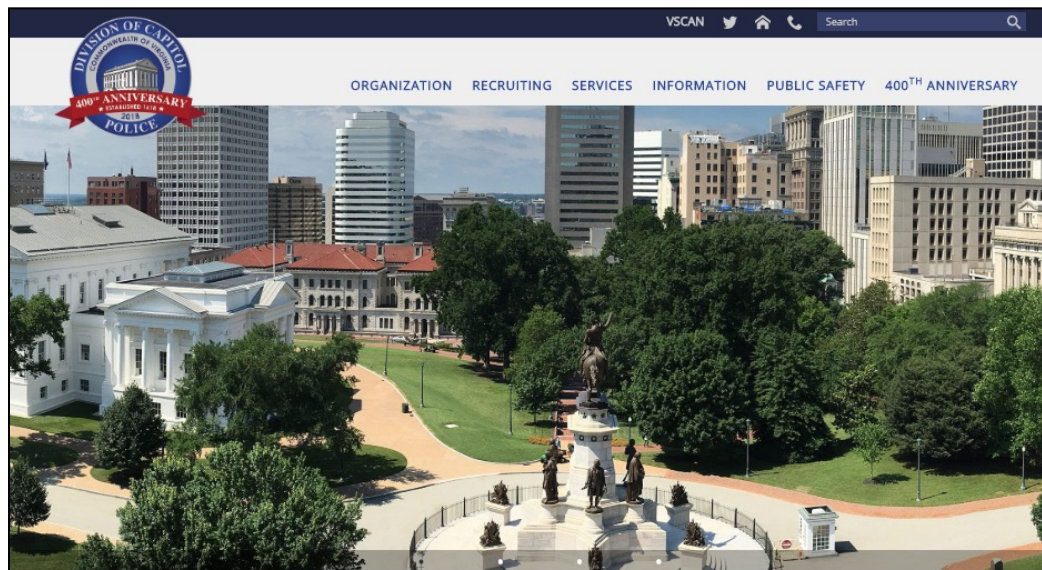 VSCAN
Search
DIVISION OF CAPITOL
COMMONWEALTH OF VIRGINIA
400TH ANNIVERSARY
★ ESTABLISHED 1618 ★
2018
POLICE
ORGANIZATION RECRUITING SERVICES INFORMATION PUBLIC SAFETY 400TH ANNIVERSARY